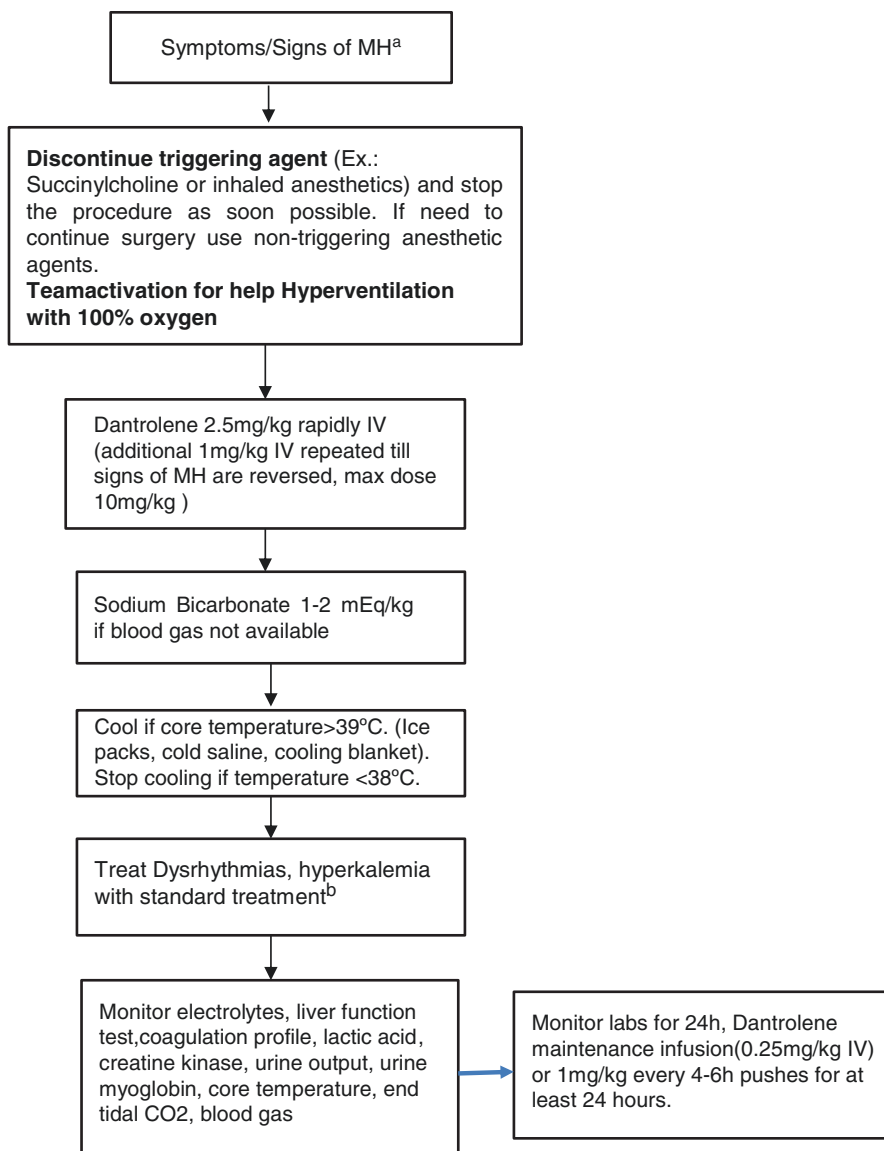 Symptoms/Signs of MHa
Discontinue triggering agent (Ex.:
Succinylcholine or inhaled anesthetics) and stop
the procedure as soon possible. If need to
continue surgery use non-triggering anesthetic
agents.
Teamactivation for help Hyperventilation
with 100% oxygen
Dantrolene 2.5mg/kg rapidly IV
(additional 1mg/kg IV repeated till
signs of MH are reversed, max dose
10mg/kg )
Sodium Bicarbonate 1-2 mEq/kg
if blood gas not available
Cool if core temperature>39ºC. (Ice
packs, cold saline, cooling blanket).
Stop cooling if temperature <38ºC.
Treat Dysrhythmias, hyperkalemia
with standard treatmentb
Monitor electrolytes, liver function
test,coagulation profile, lactic acid,
creatine kinase, urine output, urine
myoglobin, core temperature, end
tidal CO2, blood gas
Monitor labs for 24h, Dantrolene
maintenance infusion(0.25mg/kg IV)
or 1mg/kg every 4-6h pushes for at
least 24 hours.